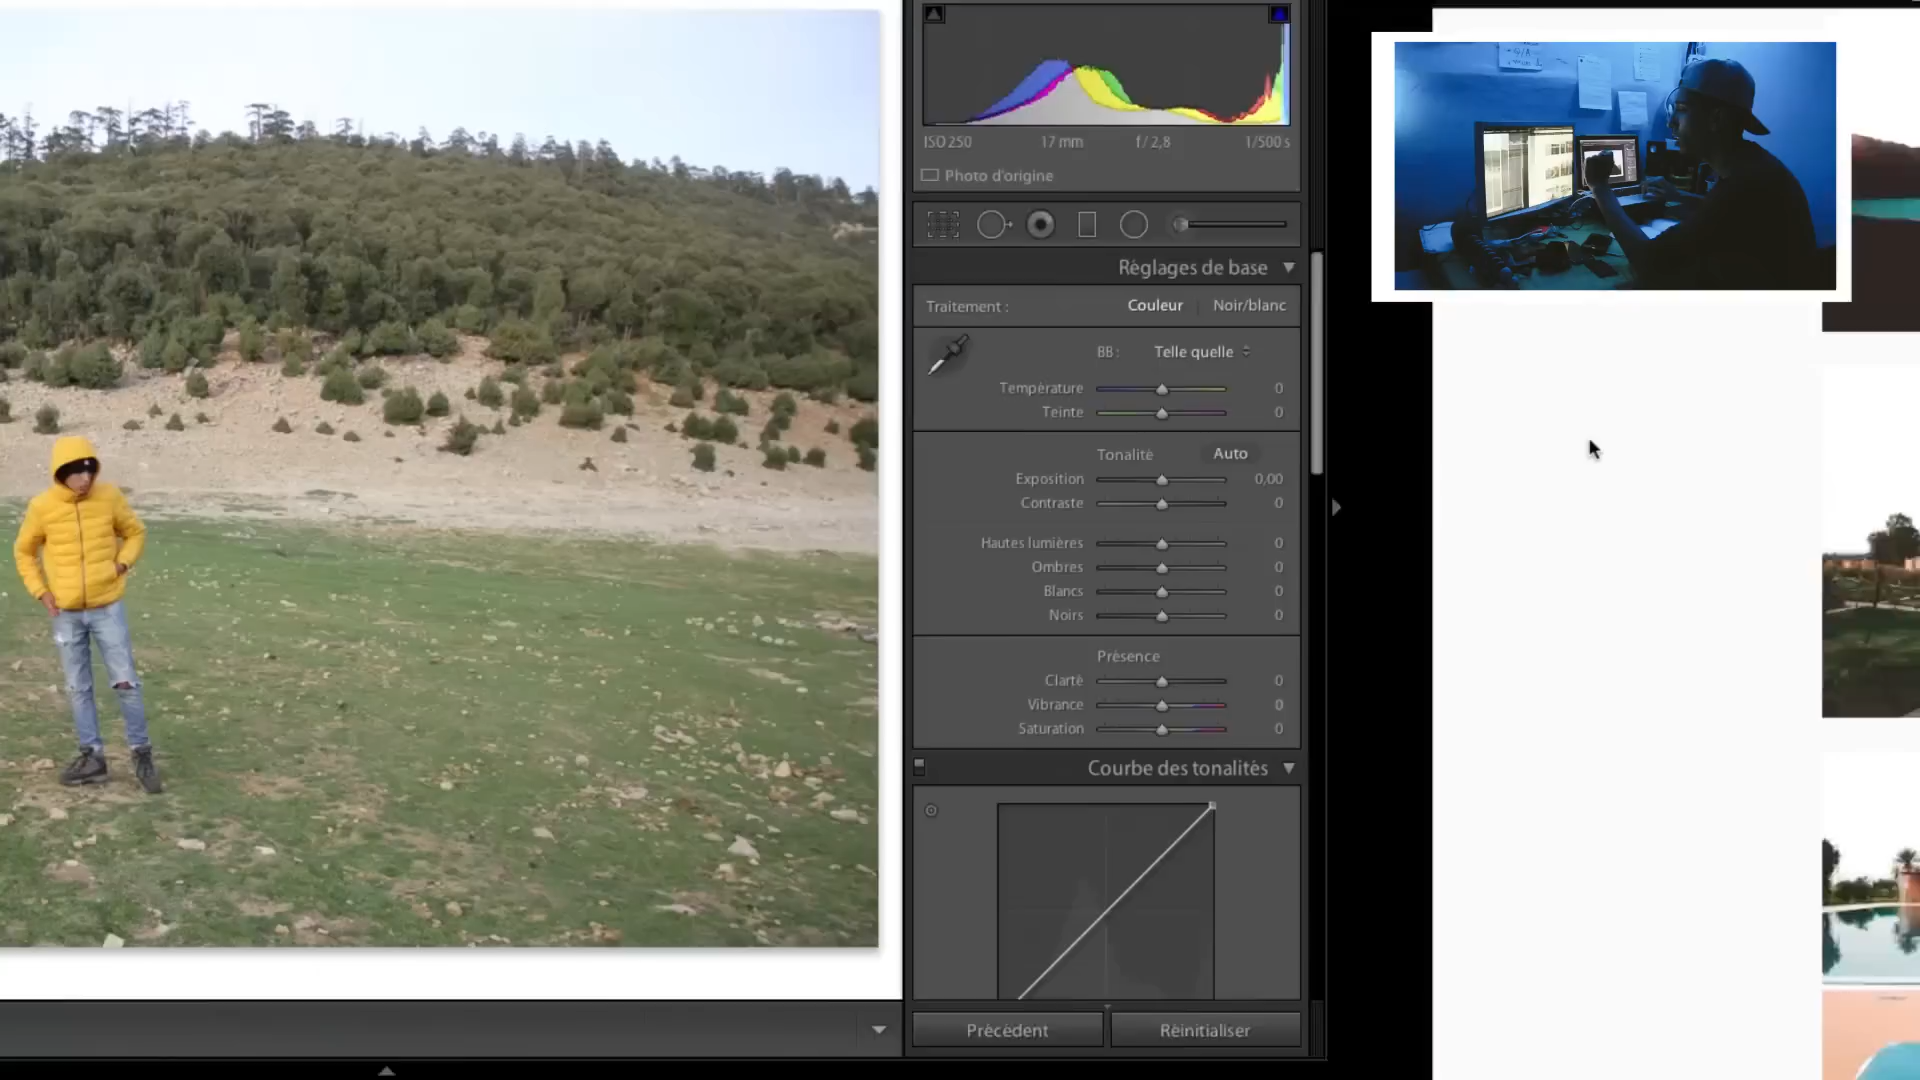 ISO 250 17 mm f / 2,8 1/500 s
Photo d'origine
Réglages de base
Traitement : Couleur Noir/blanc
BB : Telle quelle
Température 0
Teinte 0
Tonalité Auto
Exposition 0,00
Contraste 0
Hautes lumières 0
Ombres 0
Blancs 0
Noirs 0
Présence
Clarté 0
Vibrance 0
Saturation 0
Courbe des tonalités
Précédent Réinitialiser